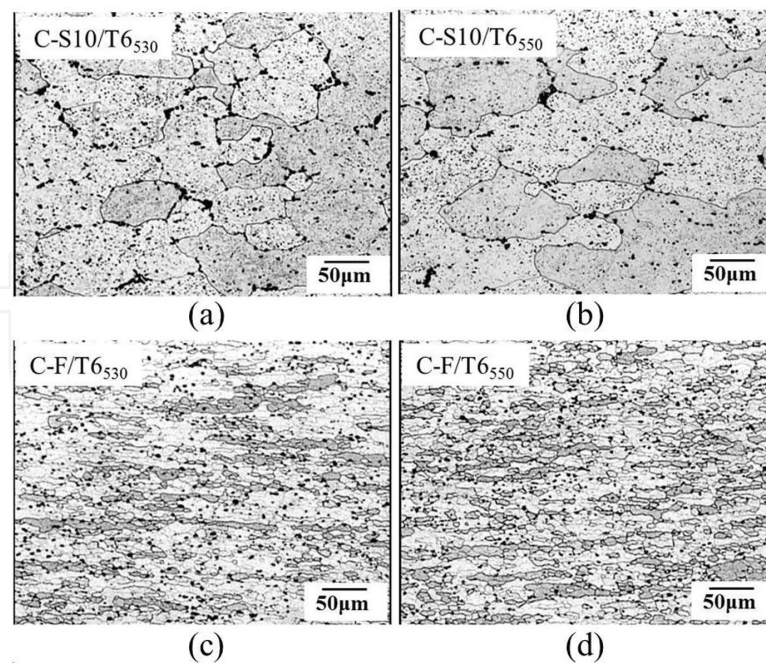 C-S10/T6₅₃₀
50μm
(a)
C-S10/T6₅₅₀
50μm
(b)
C-F/T6₅₃₀
50μm
(c)
C-F/T6₅₅₀
50μm
(d)